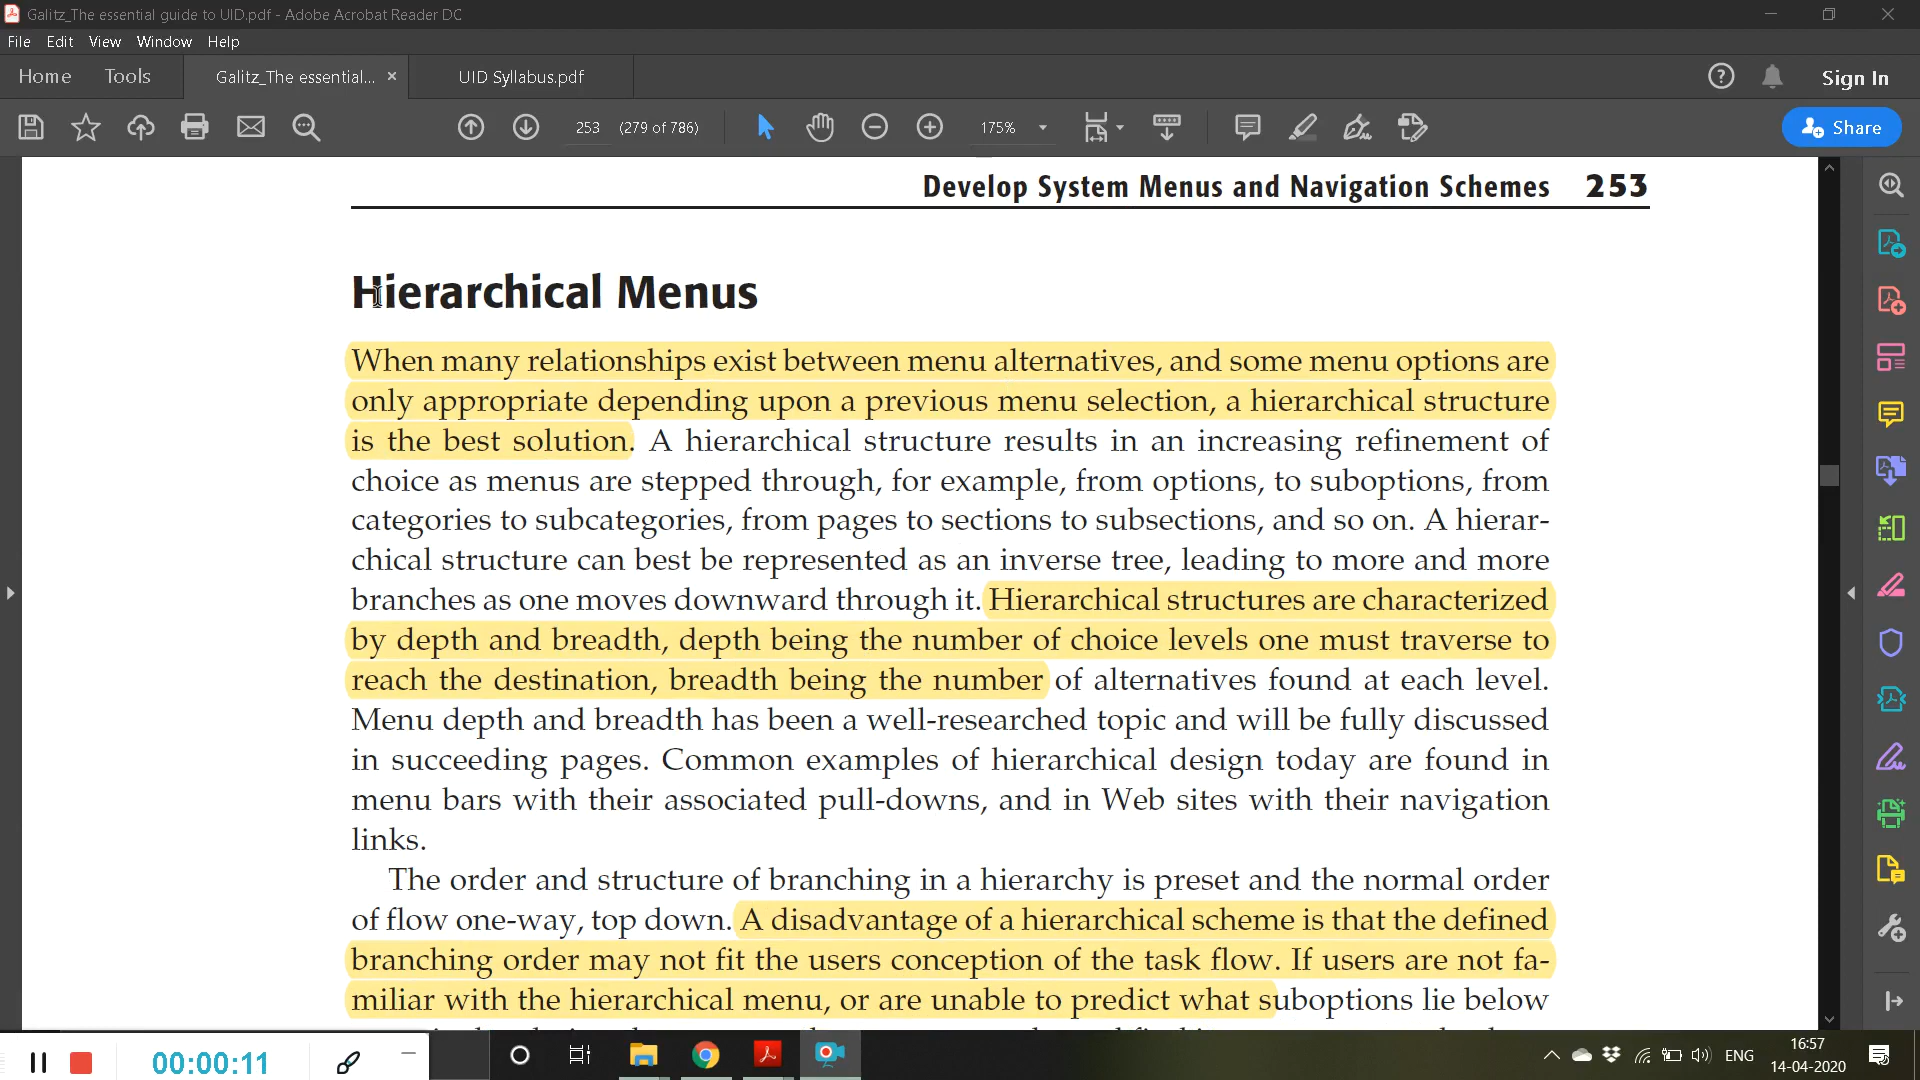 Galitz_The essential guide to UID.pdf - Adobe Acrobat Reader DC
File Edit View Window Help
Home Tools Galitz_The essential... × UID Syllabus.pdf Sign In
253 (279 of 786) 175% Share
Develop System Menus and Navigation Schemes 253
Hierarchical Menus
When many relationships exist between menu alternatives, and some menu options are
only appropriate depending upon a previous menu selection, a hierarchical structure
is the best solution. A hierarchical structure results in an increasing refinement of
choice as menus are stepped through, for example, from options, to suboptions, from
categories to subcategories, from pages to sections to subsections, and so on. A hierar-
chical structure can best be represented as an inverse tree, leading to more and more
branches as one moves downward through it. Hierarchical structures are characterized
by depth and breadth, depth being the number of choice levels one must traverse to
reach the destination, breadth being the number of alternatives found at each level.
Menu depth and breadth has been a well-researched topic and will be fully discussed
in succeeding pages. Common examples of hierarchical design today are found in
menu bars with their associated pull-downs, and in Web sites with their navigation
links.
The order and structure of branching in a hierarchy is preset and the normal order
of flow one-way, top down. A disadvantage of a hierarchical scheme is that the defined
branching order may not fit the users conception of the task flow. If users are not fa-
miliar with the hierarchical menu, or are unable to predict what suboptions lie below
00:00:11
ENG
16:57
14-04-2020